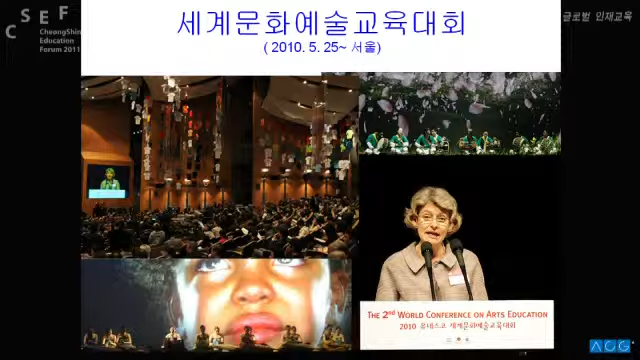 CSEF
CheongShim
Education
Forum 2011
세계문화예술교육대회
( 2010. 5. 25~ 서울)
글로벌 인재교육
THE 2nd WORLD CONFERENCE ON ARTS EDUCATION
2010 유네스코 세계문화예술교육대회